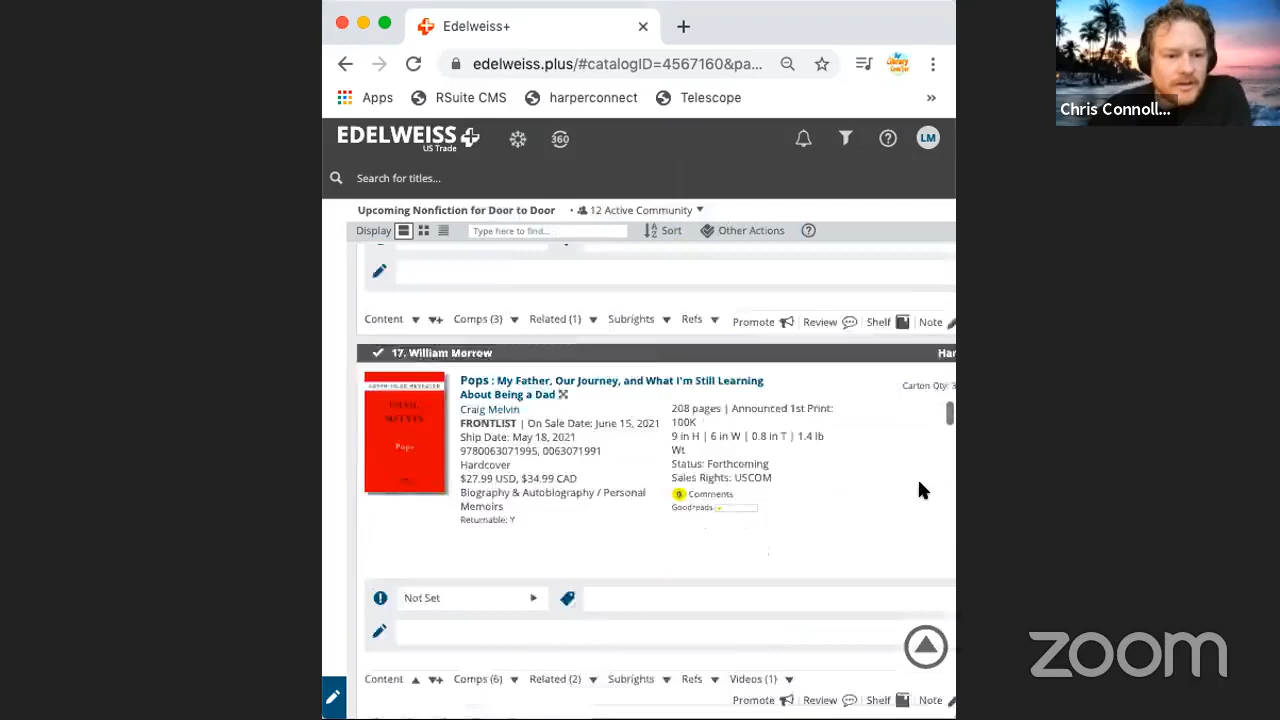 Edelweiss+
edelweiss.plus/#catalogID=4567160&pa...
Apps RSuite CMS harperconnect Telescope »
EDELWEISS
US Trade
360
LM
Search for titles...
Upcoming Nonfiction for Door to Door • 12 Active Community
Display Type here to find... Sort Other Actions
Content Comps (3) Related (1) Subrights Refs Promote Review Shelf Note
17. William Morrow Har
Pops : My Father, Our Journey, and What I'm Still Learning
About Being a Dad
Carton Qty: 3
Craig Melvin
FRONTLIST | On Sale Date: June 15, 2021
Ship Date: May 18, 2021
9780063071995, 0063071991
Hardcover
$27.99 USD, $34.99 CAD
Biography & Autobiography / Personal
Memoirs
Returnable: Y
208 pages | Announced 1st Print:
100K
9 in H | 6 in W | 0.8 in T | 1.4 lb
Wt
Status: Forthcoming
Sales Rights: USCOM
Comments
Goodreads
Pops
Not Set
Content Comps (6) Related (2) Subrights Refs Videos (1)
Promote Review Shelf Note
Chris Connoll...
zoom